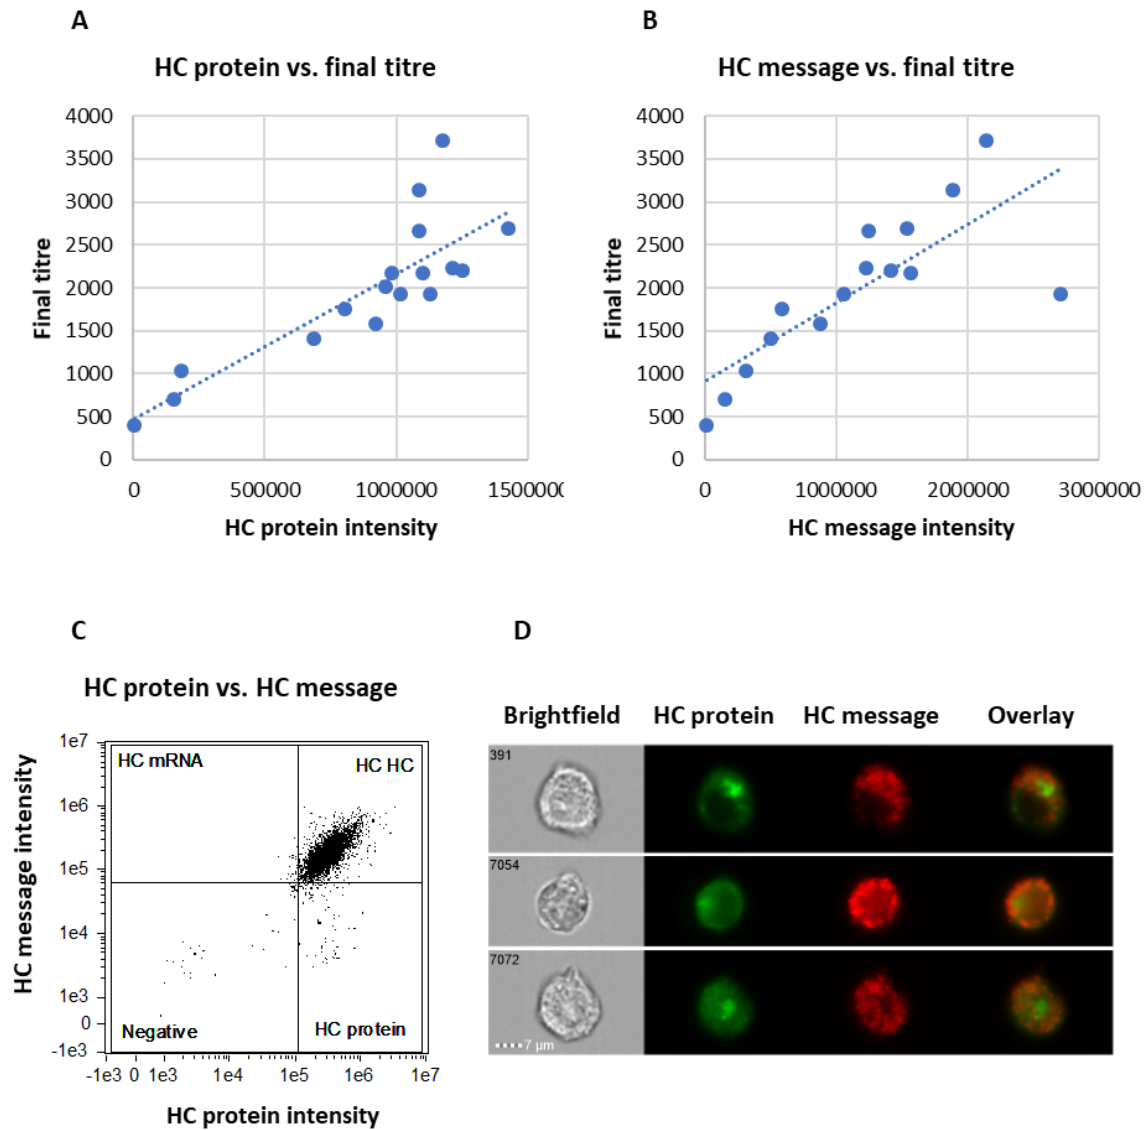 A
HC protein vs. final titre
4000
3500
3000
2500
2000
1500
1000
500
0
Final titre
0 500000 1000000 1500000
HC protein intensity
B
HC message vs. final titre
4000
3500
3000
2500
2000
1500
1000
500
0
Final titre
0 1000000 2000000 3000000
HC message intensity
C
HC protein vs. HC message
HC message intensity
1e7
1e6
1e5
1e4
1e3
0
-1e3
HC mRNA
HC HC
Negative
HC protein
-1e3 0 1e3 1e4 1e5 1e6 1e7
HC protein intensity
D
Brightfield HC protein HC message Overlay
391
7054
7072
7 µm